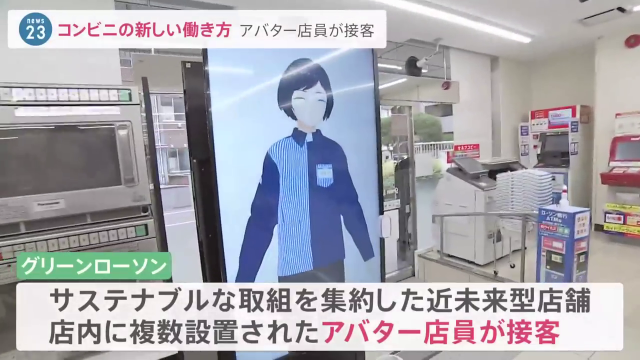 news
23
コンビニの新しい働き方 アバター店員が接客
グリーンローソン
サステナブルな取組を集約した近未来型店舗
店内に複数設置されたアバター店員が接客